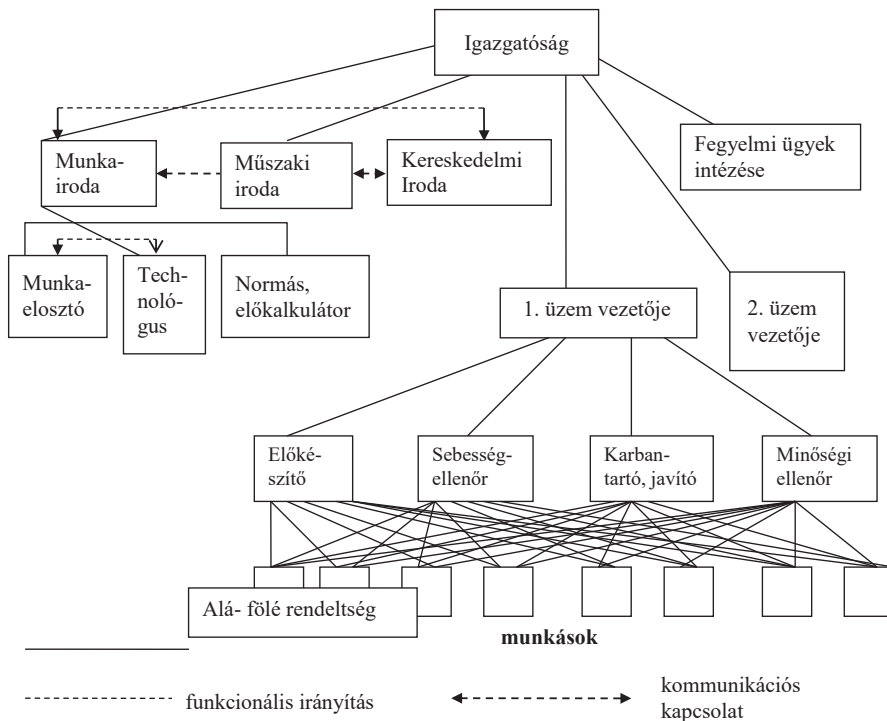 Igazgatóság
Munka-
iroda
Műszaki
iroda
Kereskedelmi
Iroda
Fegyelmi ügyek
intézése
Munka-
elosztó
Tech-
noló-
gus
Normás,
előkalkulátor
1. üzem vezetője
2. üzem
vezetője
Előké-
szítő
Sebesség-
ellenőr
Karban-
tartó, javító
Minőségi
ellenőr
Alá- fölé rendeltség
munkások
funkcionális irányítás
kommunikációs
kapcsolat